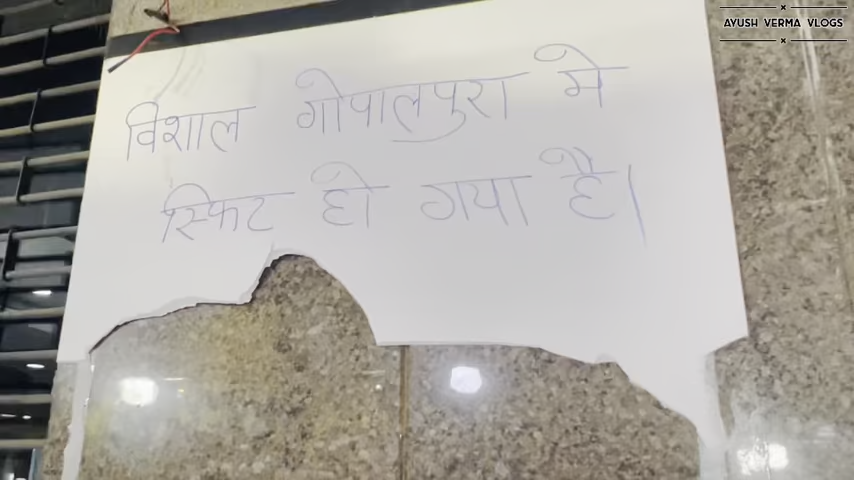 AYUSH VERMA VLOGS
विशाल गोपालपुरा मे
स्फिट हो गया है।